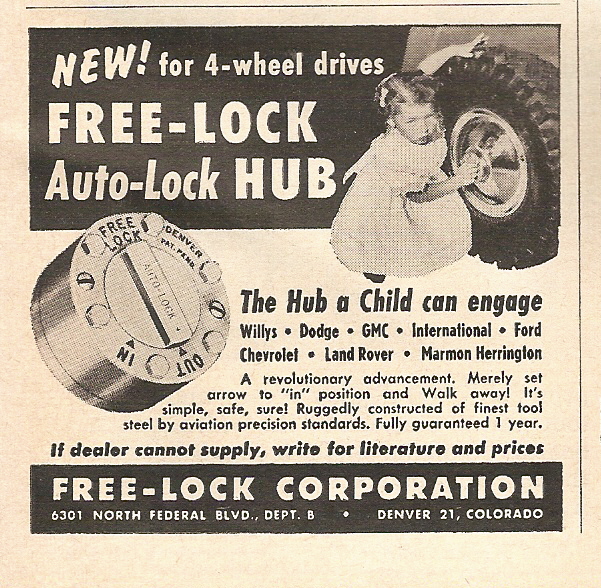 NEW! for 4-wheel drives
FREE-LOCK
Auto-Lock HUB
FREE
LOCK
DENVER
PAT. PEND.
AUTO-LOCK
IN
OUT
The Hub a Child can engage
Willys • Dodge • GMC • International • Ford
Chevrolet • Land Rover • Marmon Herrington
A revolutionary advancement. Merely set
arrow to "in" position and Walk away! It's
simple, safe, sure! Ruggedly constructed of finest tool
steel by aviation precision standards. Fully guaranteed 1 year.
If dealer cannot supply, write for literature and prices
FREE-LOCK CORPORATION
6301 NORTH FEDERAL BLVD., DEPT. B • DENVER 21, COLORADO